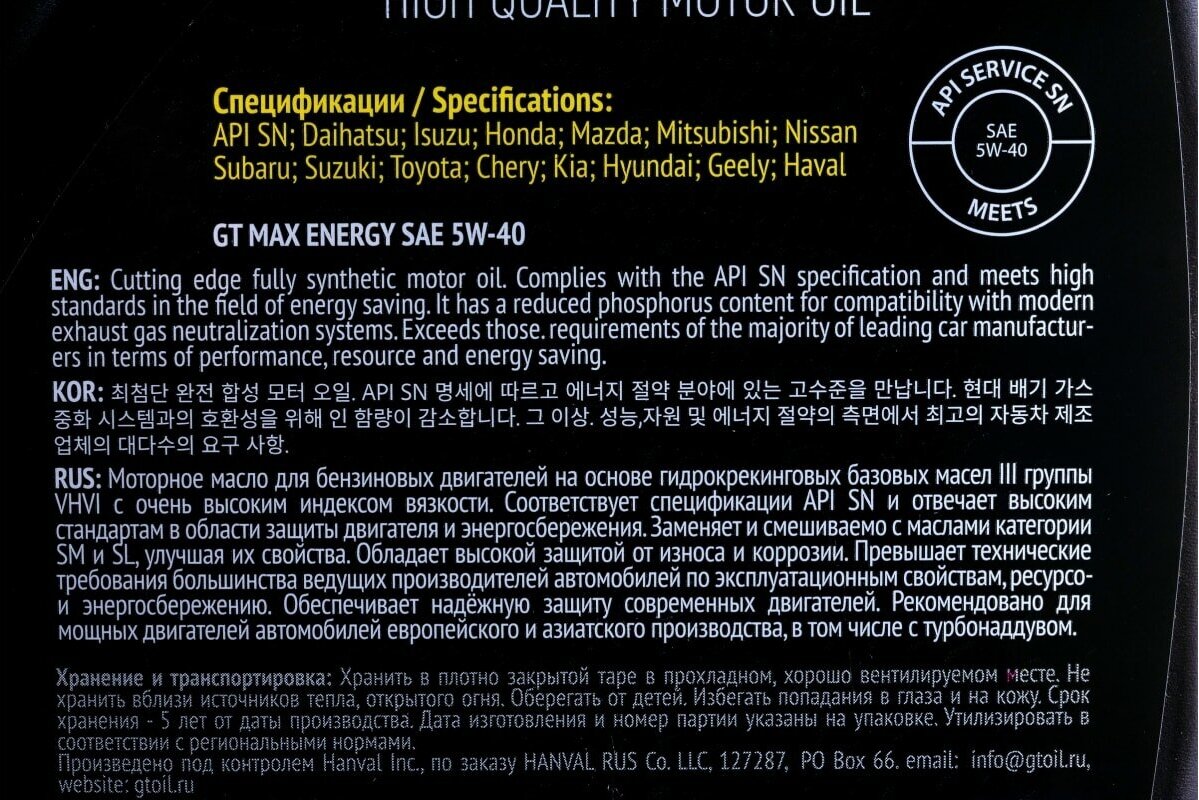 HIGH QUALITY MOTOR OIL
Спецификации / Specifications:
API SN; Daihatsu; Isuzu; Honda; Mazda; Mitsubishi; Nissan
Subaru; Suzuki; Toyota; Chery; Kia; Hyundai; Geely; Haval
API SERVICE SN
SAE
5W-40
MEETS
GT MAX ENERGY SAE 5W-40
ENG: Cutting edge fully synthetic motor oil. Complies with the API SN specification and meets high
standards in the field of energy saving. It has a reduced phosphorus content for compatibility with modern
exhaust gas neutralization systems. Exceeds those. requirements of the majority of leading car manufactur-
ers in terms of performance, resource and energy saving.
KOR: 최첨단 완전 합성 모터 오일. API SN 명세에 따르고 에너지 절약 분야에 있는 고수준을 만납니다. 현대 배기 가스
중화 시스템과의 호환성을 위해 인 함량이 감소합니다. 그 이상. 성능,자원 및 에너지 절약의 측면에서 최고의 자동차 제조
업체의 대다수의 요구 사항.
RUS: Моторное масло для бензиновых двигателей на основе гидрокрекинговых базовых масел III группы
VHVI с очень высоким индексом вязкости. Соответствует спецификации API SN и отвечает высоким
стандартам в области защиты двигателя и энергосбережения. Заменяет и смешиваемо с маслами категории
SM и SL, улучшая их свойства. Обладает высокой защитой от износа и коррозии. Превышает технические
требования большинства ведущих производителей автомобилей по эксплуатационным свойствам, ресурсо-
и энергосбережению. Обеспечивает надёжную защиту современных двигателей. Рекомендовано для
мощных двигателей автомобилей европейского и азиатского производства, в том числе с турбонаддувом.
Хранение и транспортировка: Хранить в плотно закрытой таре в прохладном, хорошо вентилируемом месте. Не
хранить вблизи источников тепла, открытого огня. Оберегать от детей. Избегать попадания в глаза и на кожу. Срок
хранения - 5 лет от даты производства. Дата изготовления и номер партии указаны на упаковке. Утилизировать в
соответствии с региональными нормами.
Произведено под контролем Hanval Inc., по заказу HANVAL RUS Co. LLC, 127287, PO Box 66. email: info@gtoil.ru,
website: gtoil.ru